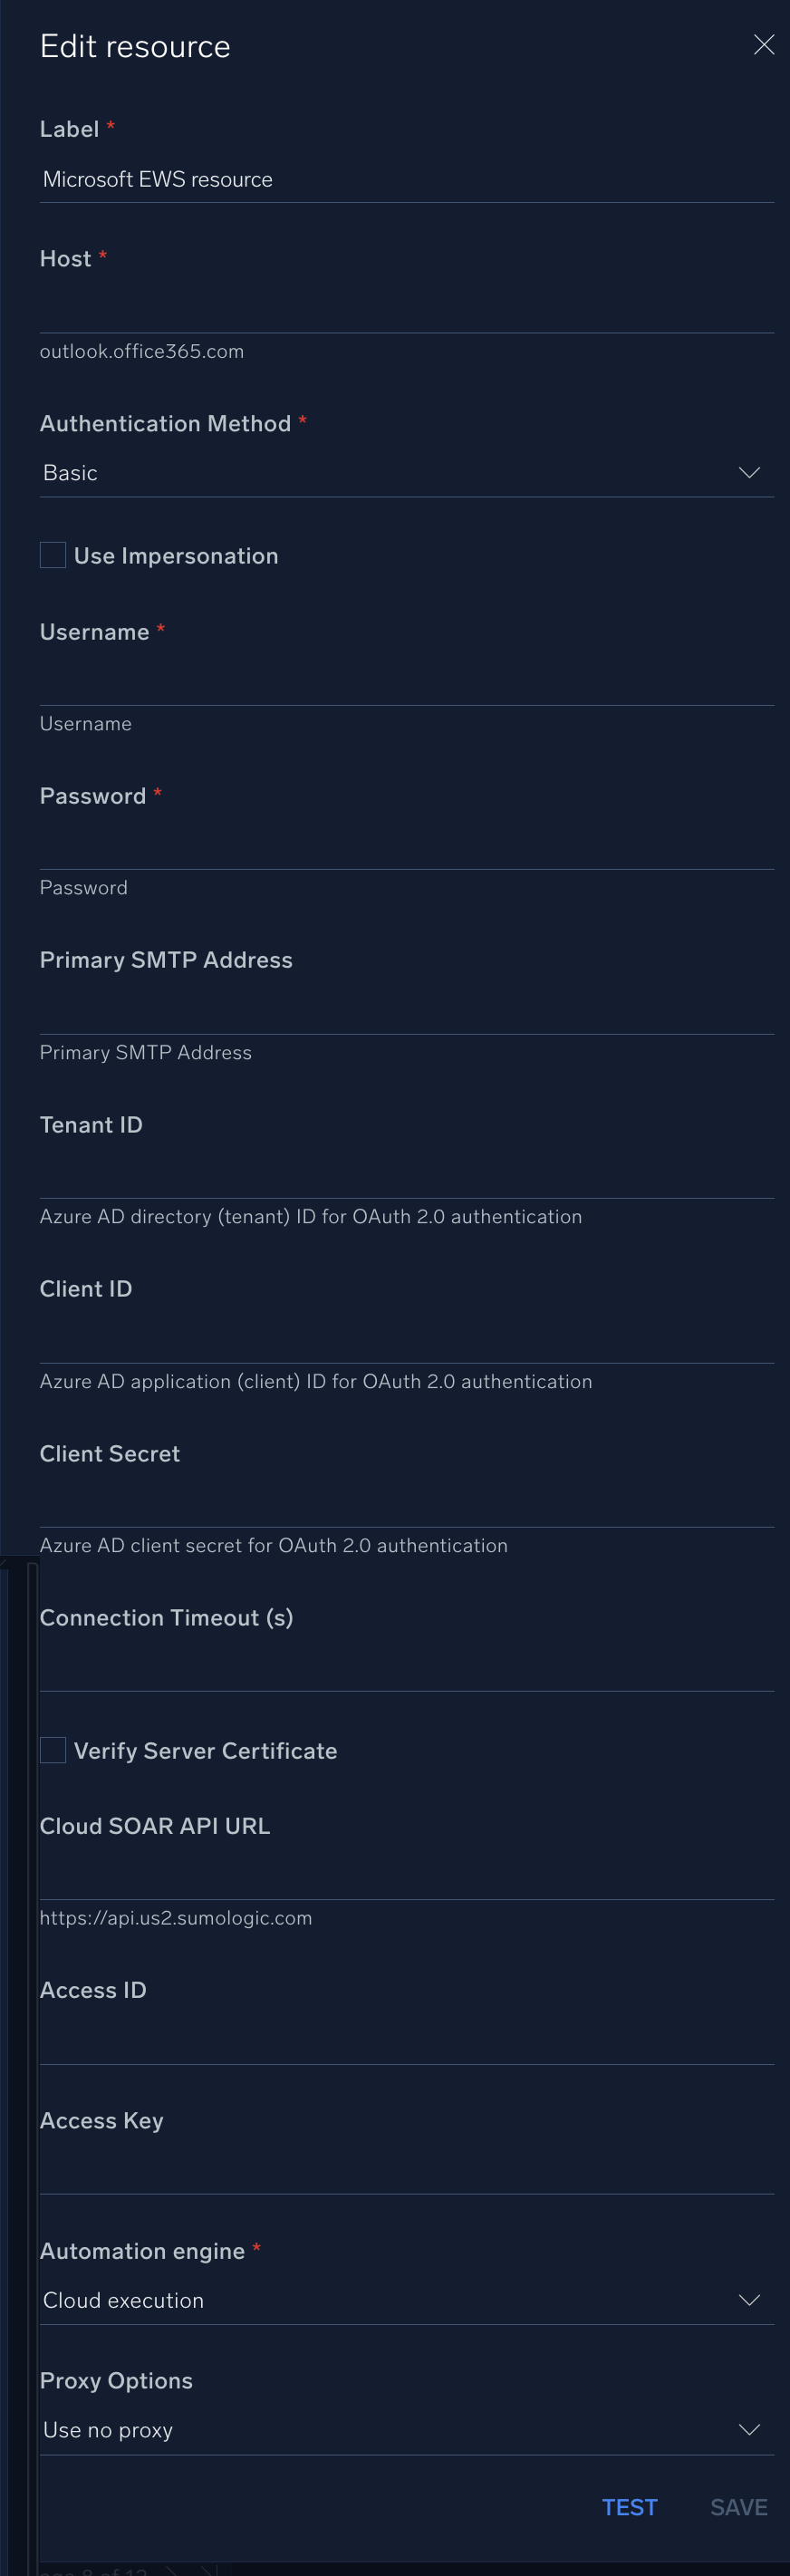 Edit resource
Label *
Microsoft EWS resource
Host *
outlook.office365.com
Authentication Method *
Basic
Use Impersonation
Username *
Username
Password *
Password
Primary SMTP Address
Primary SMTP Address
Tenant ID
Azure AD directory (tenant) ID for OAuth 2.0 authentication
Client ID
Azure AD application (client) ID for OAuth 2.0 authentication
Client Secret
Azure AD client secret for OAuth 2.0 authentication
Connection Timeout (s)
Verify Server Certificate
Cloud SOAR API URL
https://api.us2.sumologic.com
Access ID
Access Key
Automation engine *
Cloud execution
Proxy Options
Use no proxy
TEST SAVE